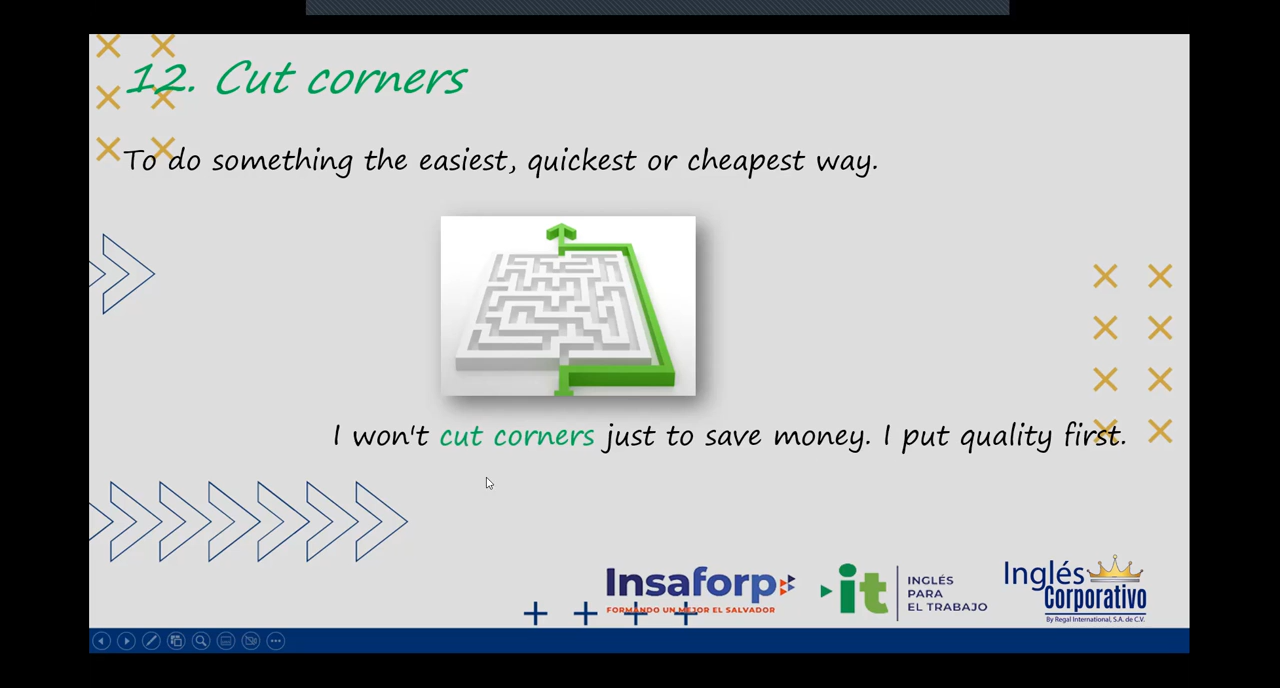 12. Cut corners
To do something the easiest, quickest or cheapest way.
I won't cut corners just to save money. I put quality first.
Insaforp
FORMANDO UN MEJOR EL SALVADOR
it
INGLÉS
PARA
EL TRABAJO
Inglés
Corporativo
By Regal International, S.A. de C.V.